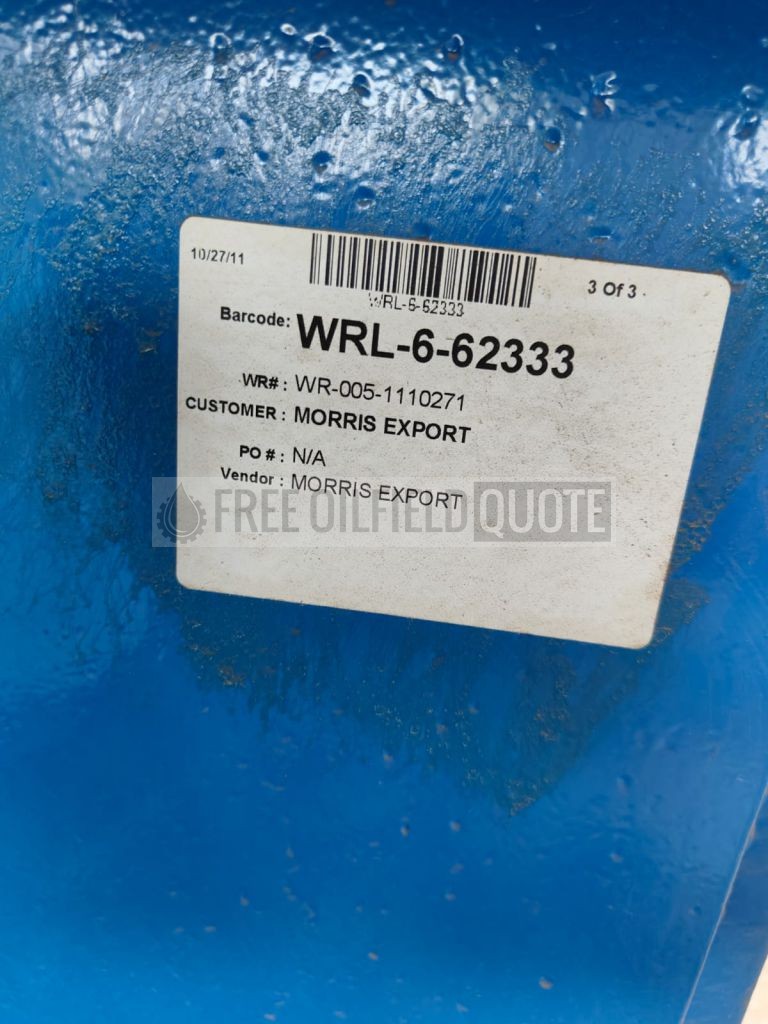 10/27/11
3 Of 3
WRL-6-62333
Barcode: WRL-6-62333
WR# : WR-005-1110271
CUSTOMER : MORRIS EXPORT
PO # : N/A
Vendor : MORRIS EXPORT
FREE OILFIELD QUOTE